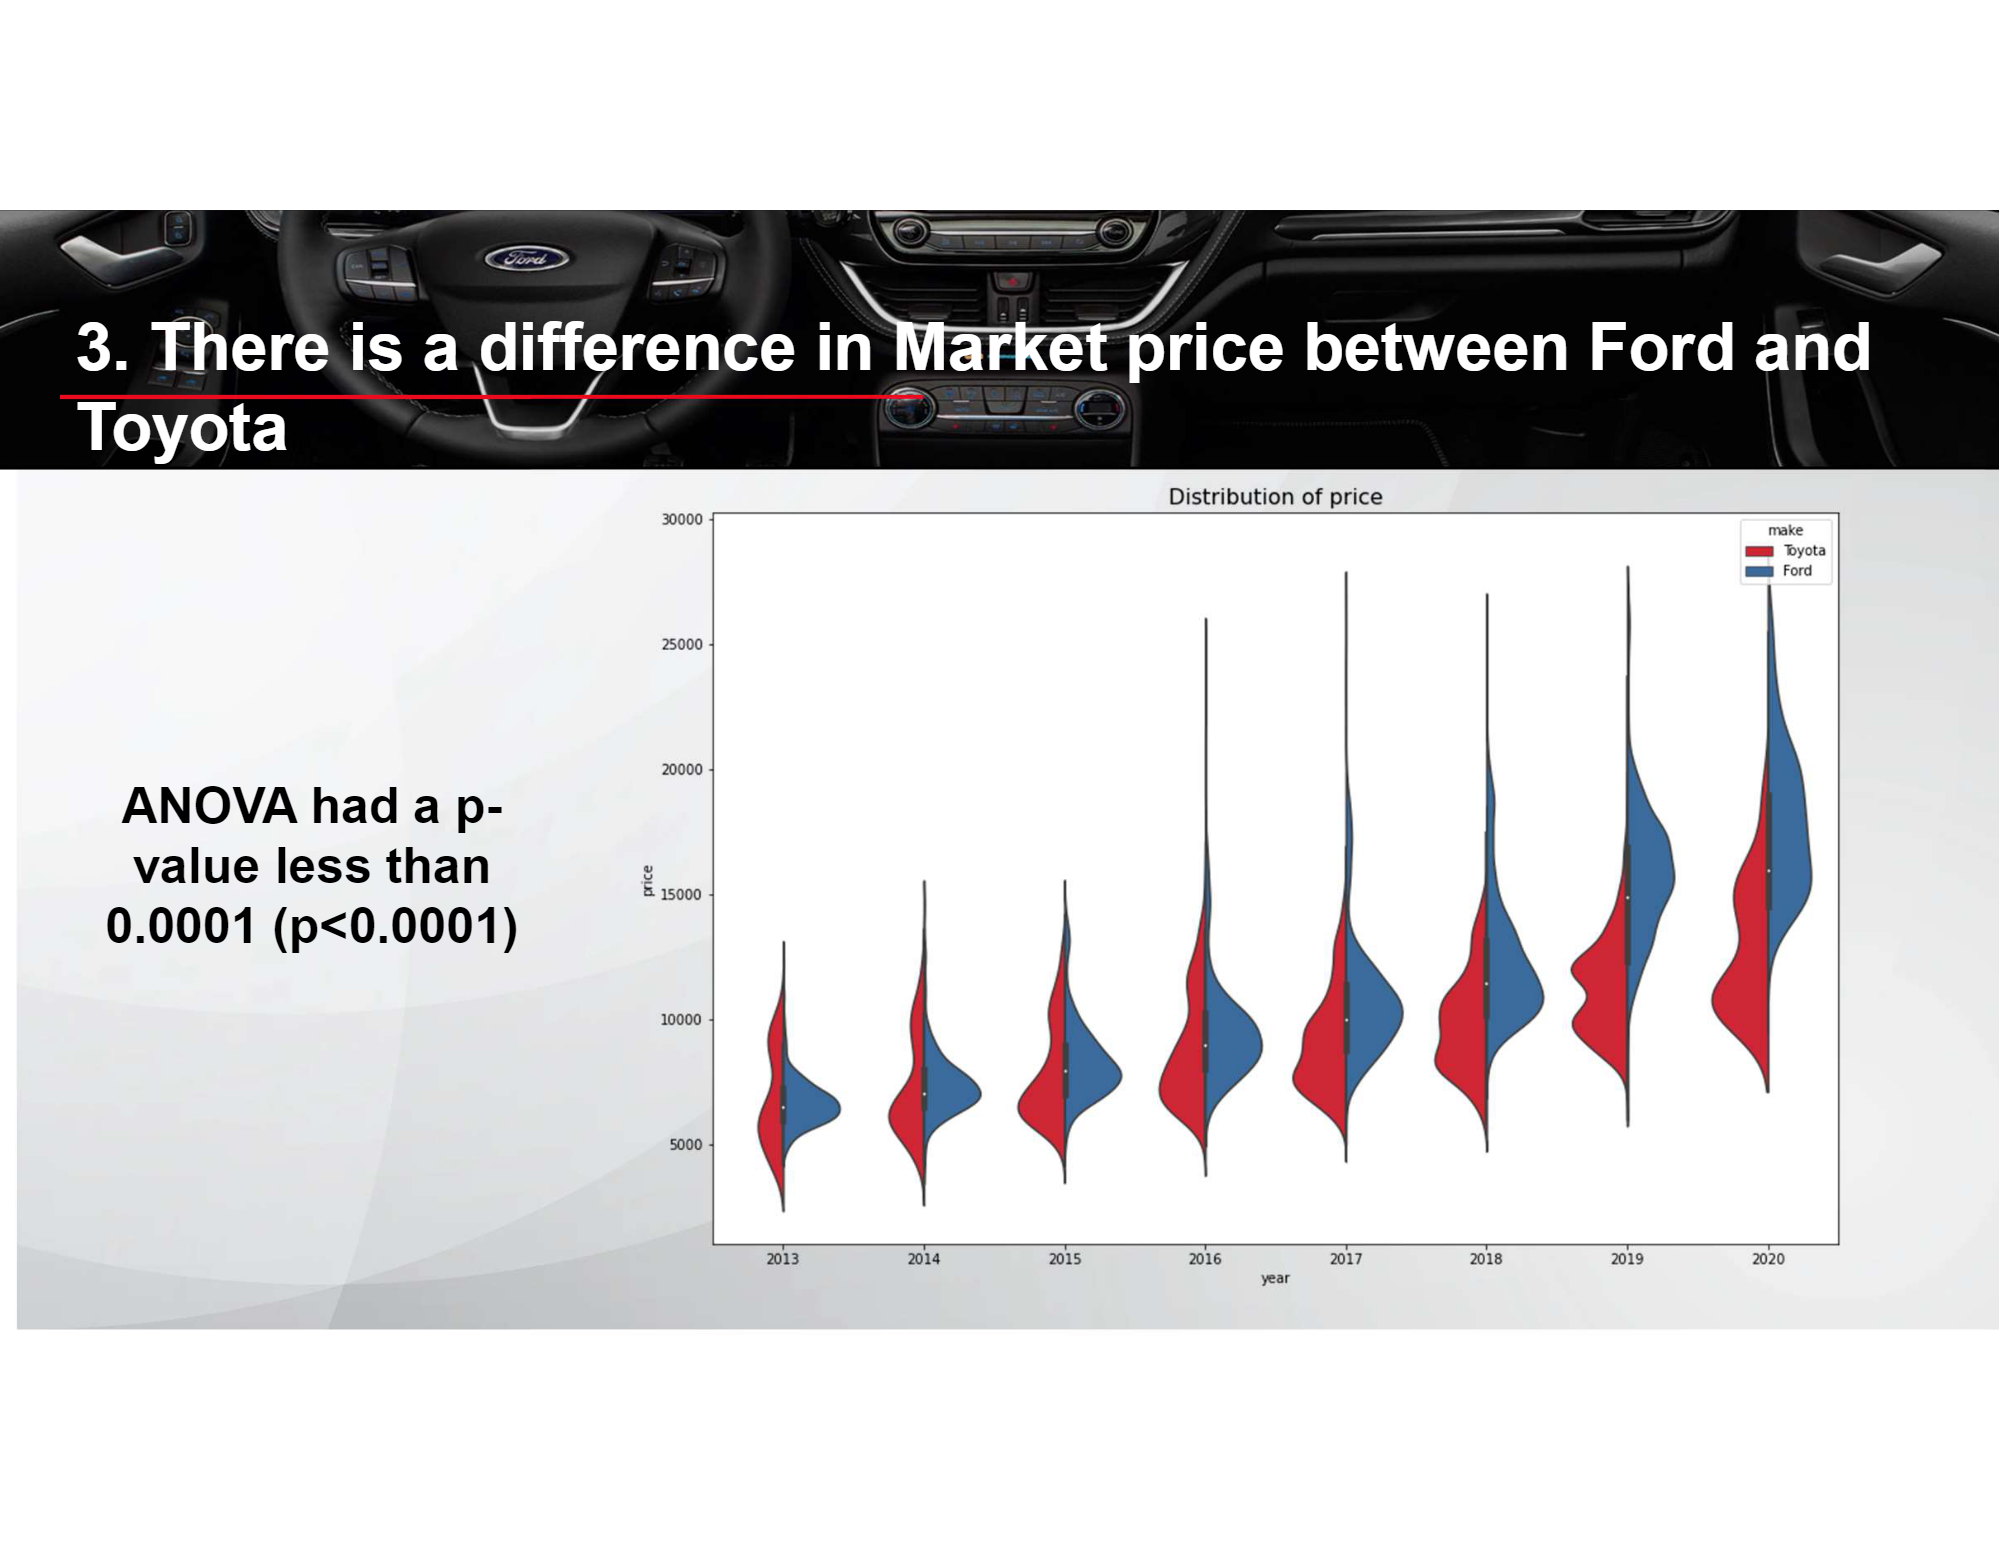 Ford
3. There is a difference in Market price between Ford and
Toyota
ANOVA had a p-
value less than
0.0001 (p<0.0001)
Distribution of price
make
Toyota
Ford
price
30000
25000
20000
15000
10000
5000
2013 2014 2015 2016 2017 2018 2019 2020
year